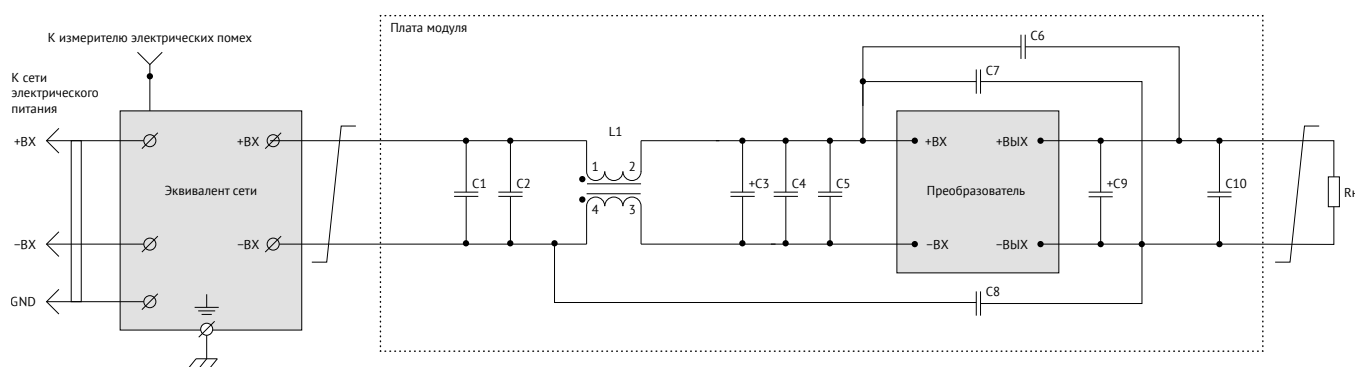 К измерителю электрических помех
К сети
электрического
питания
+ВХ
−ВХ
GND
+ВХ
−ВХ
Эквивалент сети
Плата модуля
C1
C2
L1
1
2
4
3
+C3
C4
C5
C6
C7
C8
+ВХ
−ВХ
Преобразователь
+ВЫХ
−ВЫХ
+C9
C10